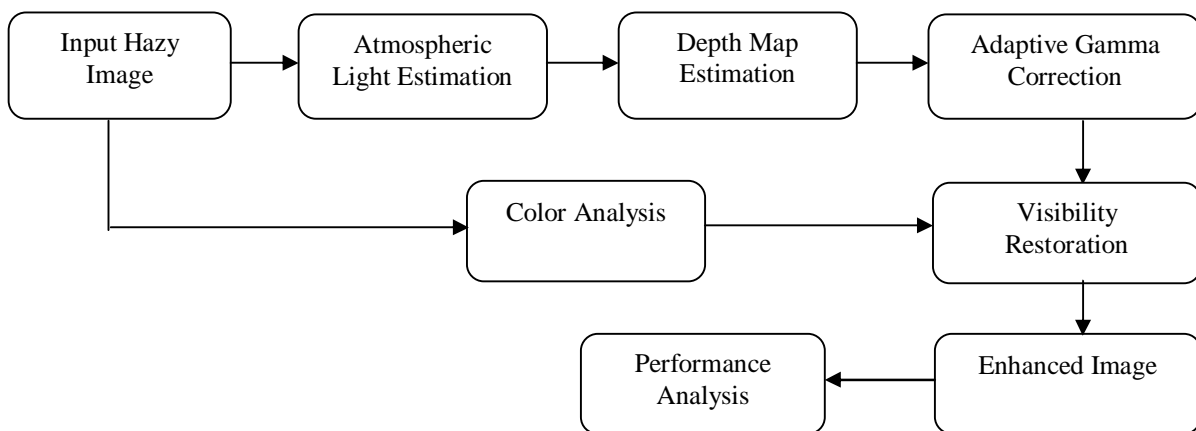 Input Hazy
Image
Atmospheric
Light Estimation
Depth Map
Estimation
Adaptive Gamma
Correction
Color Analysis
Visibility
Restoration
Performance
Analysis
Enhanced Image